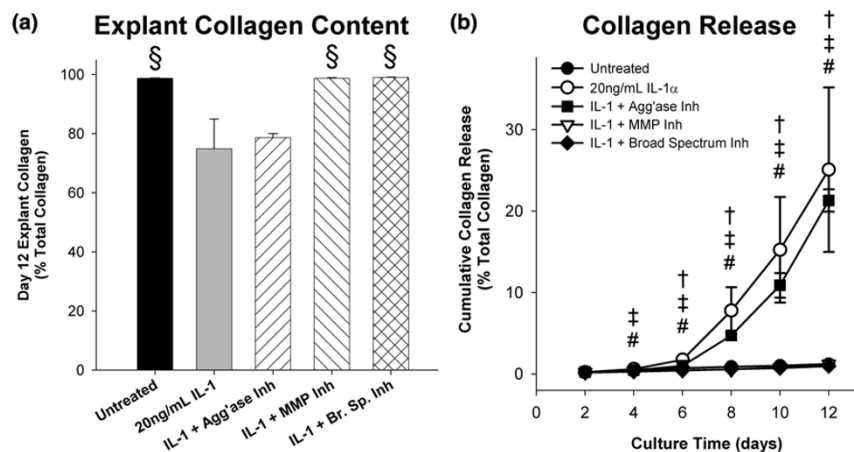 (a) Explant Collagen Content
§ § §
100
80
60
40
20
0
Day 12 Explant Collagen
(% Total Collagen)
Untreated
20ng/mL IL-1
IL-1 + Agg'ase Inh
IL-1 + MMP Inh
IL-1 + Br. Sp. Inh
(b) Collagen Release
Untreated
20ng/mL IL-1α
IL-1 + Agg'ase Inh
IL-1 + MMP Inh
IL-1 + Broad Spectrum Inh
‡
#
†
‡
#
†
‡
#
†
‡
#
†
‡
#
30
20
10
0
Cumulative Collagen Release
(% Total Collagen)
0 2 4 6 8 10 12
Culture Time (days)